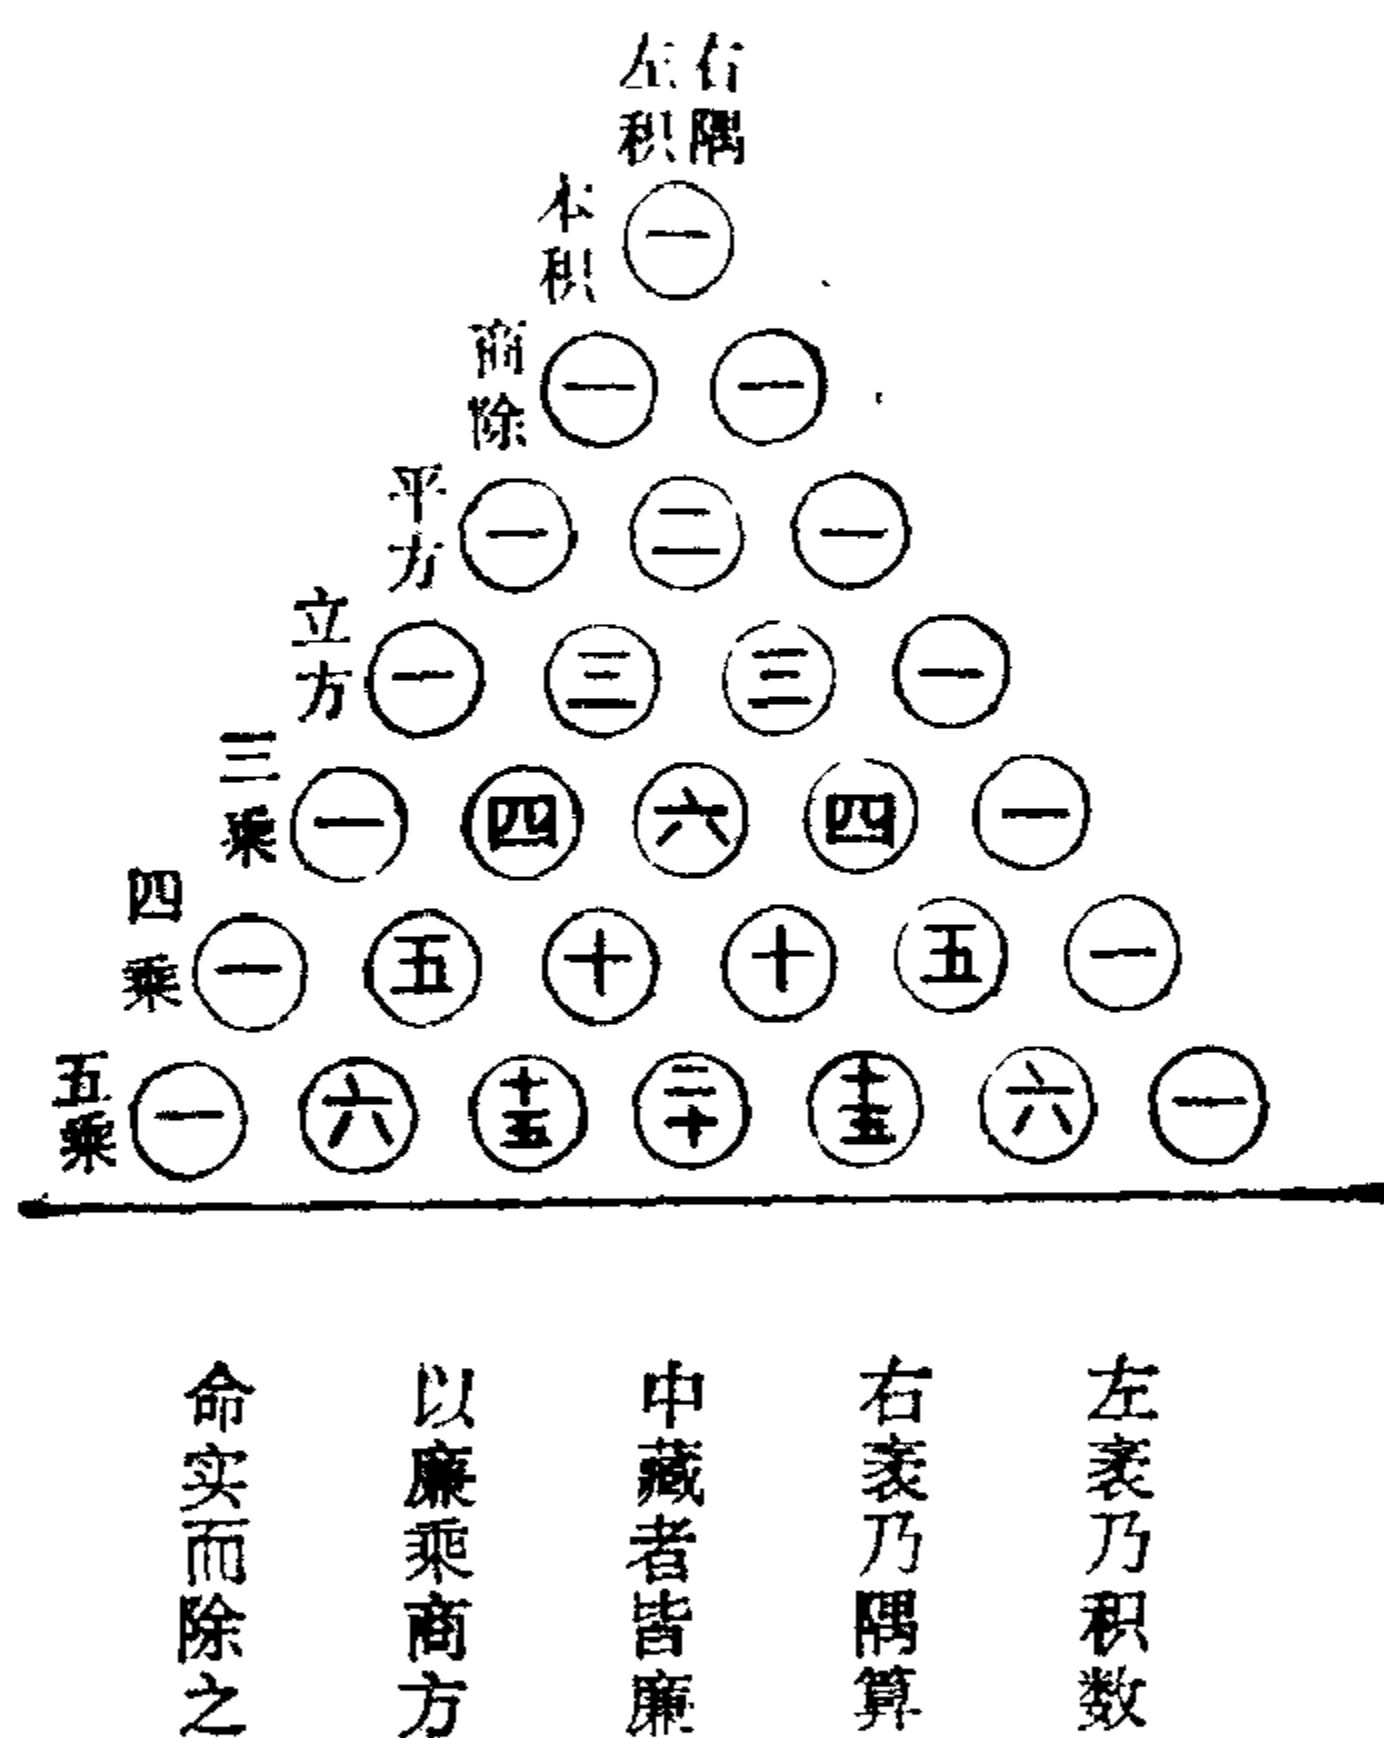 左积
右隅
本积
一
商除
一 一
平方
一 二 一
立方
一 三 三 一
三乘
一 四 六 四 一
四乘
一 五 十 十 五 一
五乘
一 六 十五 二十 十五 六 一
左袤乃积数
右袤乃隅算
中藏者皆廉
以廉乘商方
命实而除之